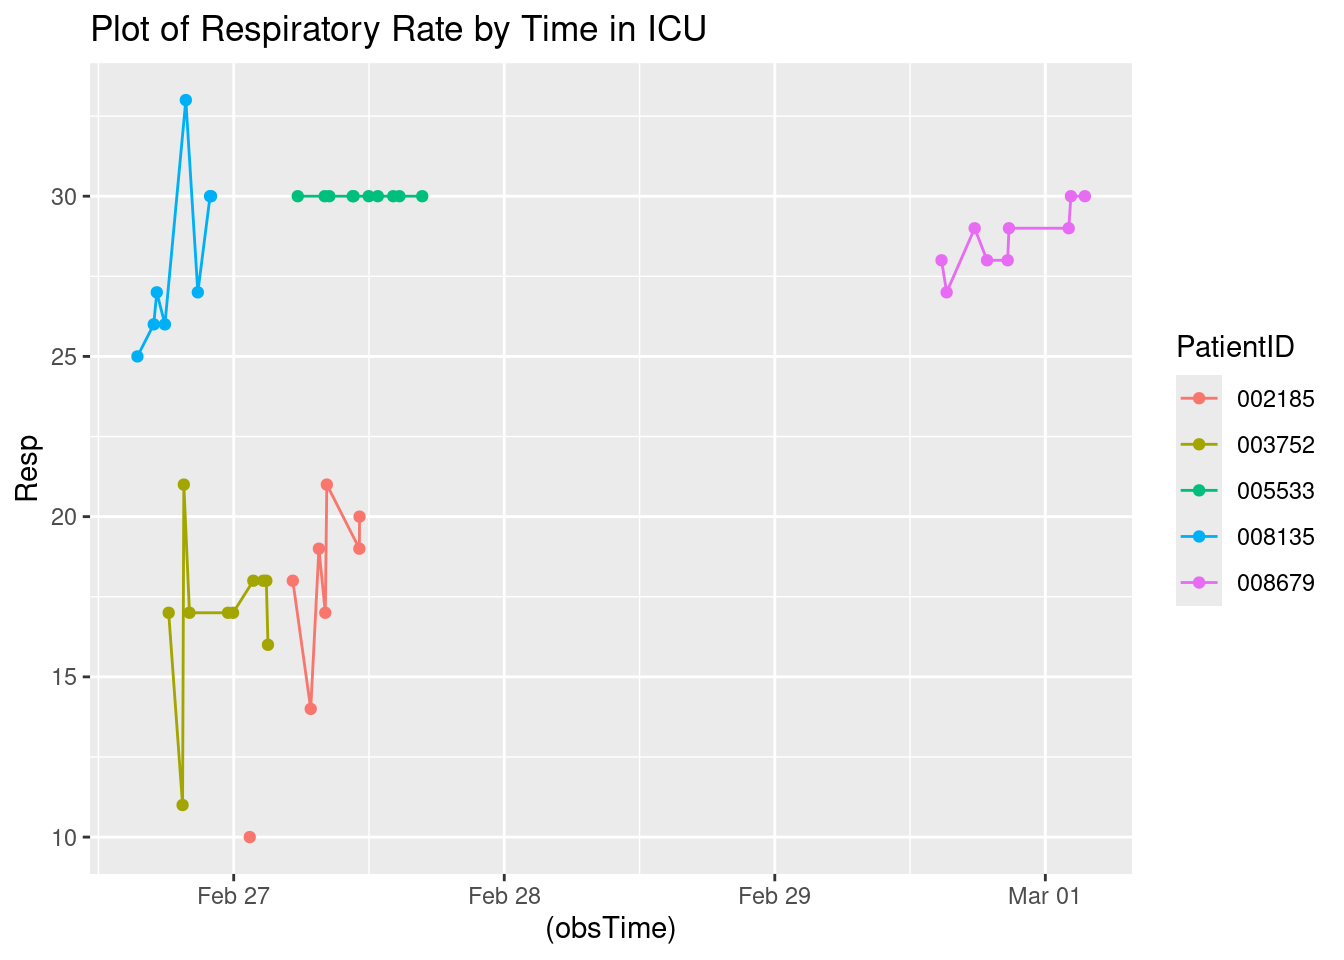 Plot of Respiratory Rate by Time in ICU
30
25
20
15
10
Resp
Feb 27
Feb 28
Feb 29
Mar 01
(obsTime)
PatientID
002185
003752
005533
008135
008679